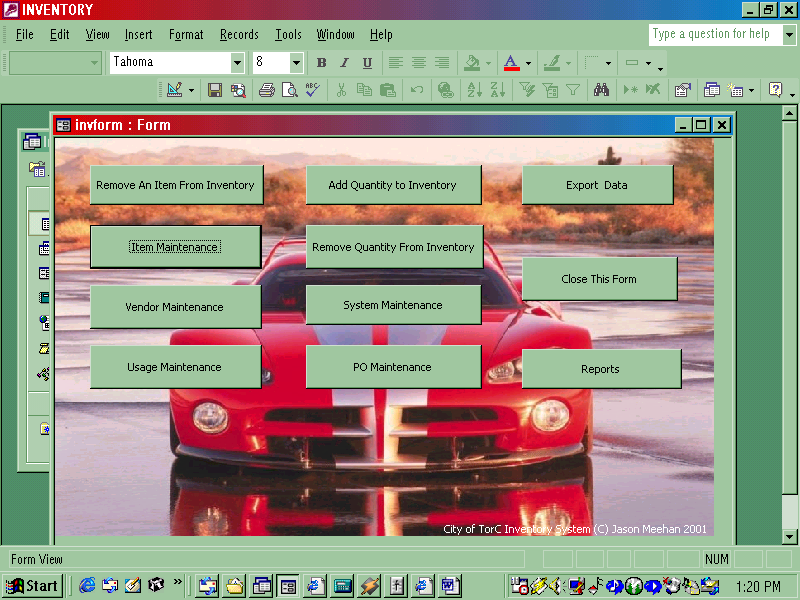 INVENTORY
File Edit View Insert Format Records Tools Window Help
Type a question for help
Tahoma 8 B I U A
ABC
invform : Form
Remove An Item From Inventory Add Quantity to Inventory Export Data
Item Maintenance Remove Quantity From Inventory
Close This Form
Vendor Maintenance System Maintenance
Usage Maintenance PO Maintenance Reports
City of TorC Inventory System (C) Jason Meehan 2001
Form View NUM
Start 1:20 PM